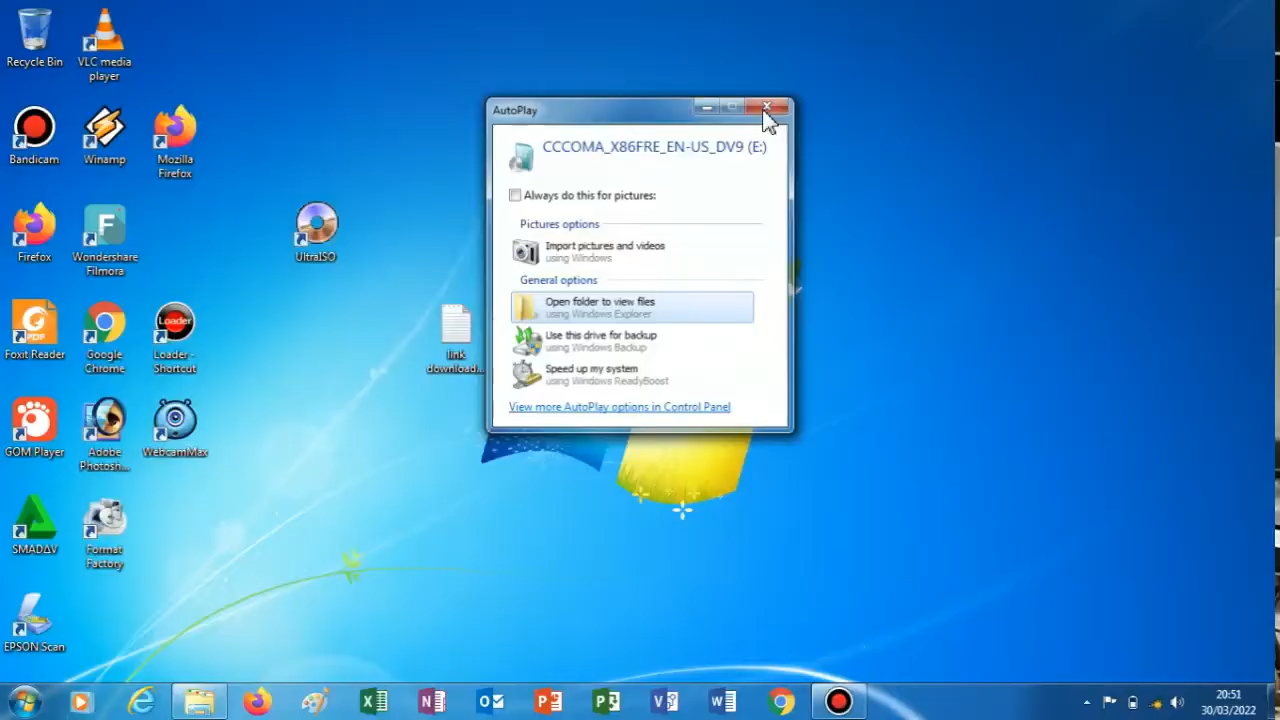 Recycle Bin
VLC media
player
Bandicam
Winamp
Mozilla
Firefox
Firefox
Wondershare
Filmora
UltraISO
Foxit Reader
Google
Chrome
Loader
Loader -
Shortcut
link
download...
GOM Player
Adobe
Photosh...
WebcamMax
SMADΔV
Format
Factory
EPSON Scan
AutoPlay
CCCOMA_X86FRE_EN-US_DV9 (E:)
Always do this for pictures:
Pictures options
Import pictures and videos
using Windows
General options
Open folder to view files
using Windows Explorer
Use this drive for backup
using Windows Backup
Speed up my system
using Windows ReadyBoost
View more AutoPlay options in Control Panel
20:51
30/03/2022